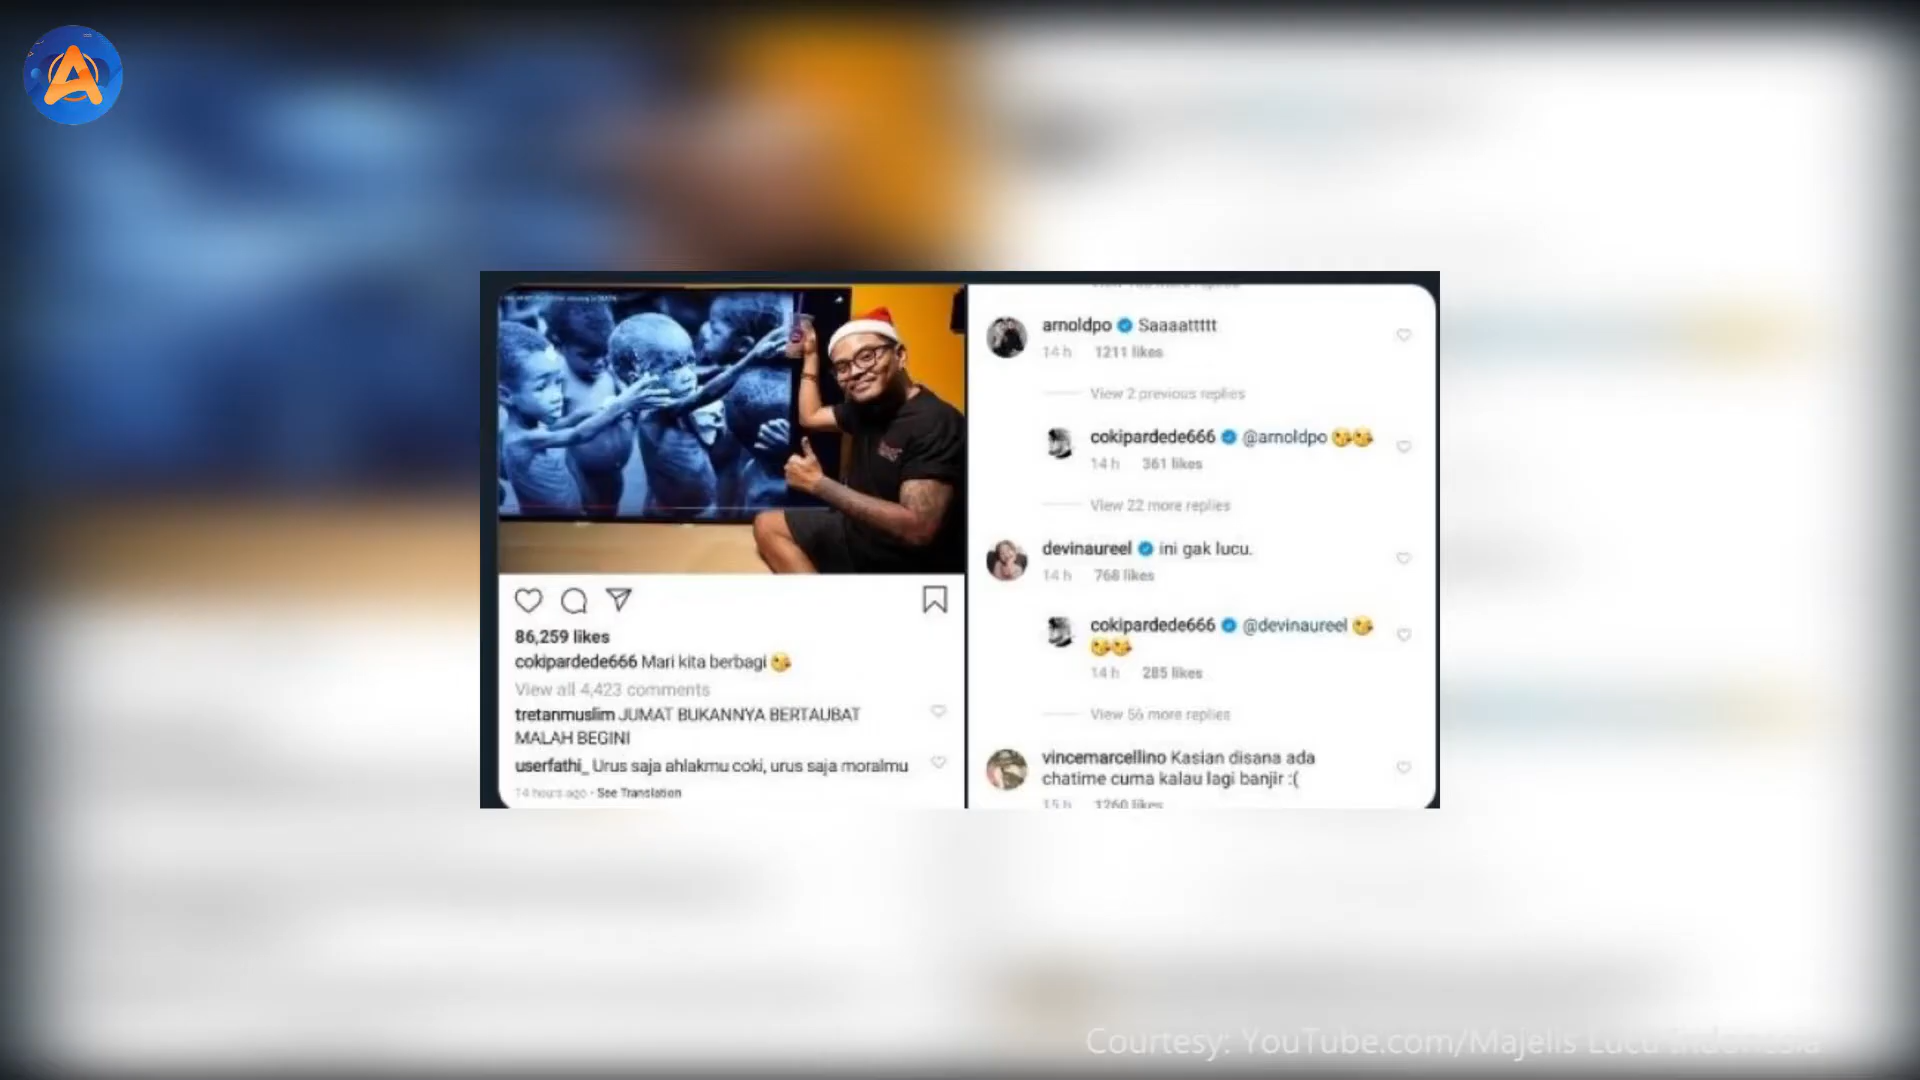 A
86,259 likes
cokipardede666 Mari kita berbagi 😘
View all 4,423 comments
tretanmuslim JUMAT BUKANNYA BERTAUBAT
MALAH BEGINI
userfathi_ Urus saja ahlakmu coki, urus saja moralmu
14 hours ago · See Translation
arnoldpo Saaaattttt
14 h 1211 likes
View 2 previous replies
cokipardede666 @arnoldpo 😘😘
14 h 361 likes
View 22 more replies
devinaureel ini gak lucu.
14 h 768 likes
cokipardede666 @devinaureel 😘
😘😘
14 h 285 likes
View 56 more replies
vincemarcellino Kasian disana ada
chatime cuma kalau lagi banjir :(
15 h 1260 likes
Courtesy: YouTube.com/Majelis Lucu Indonesia